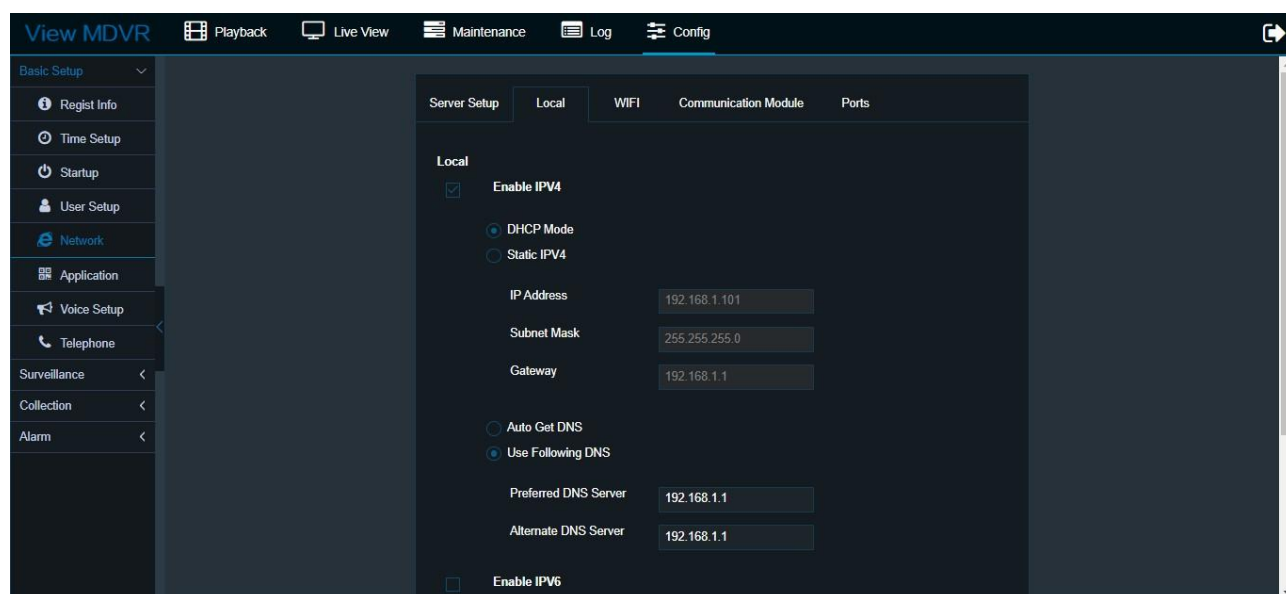 View MDVR Playback Live View Maintenance Log Config
Basic Setup
Regist Info
Time Setup
Startup
User Setup
Network
Application
Voice Setup
Telephone
Surveillance
Collection
Alarm
Server Setup Local WIFI Communication Module Ports
Local
Enable IPV4
DHCP Mode
Static IPV4
IP Address 192.168.1.101
Subnet Mask 255.255.255.0
Gateway 192.168.1.1
Auto Get DNS
Use Following DNS
Preferred DNS Server 192.168.1.1
Alternate DNS Server 192.168.1.1
Enable IPV6